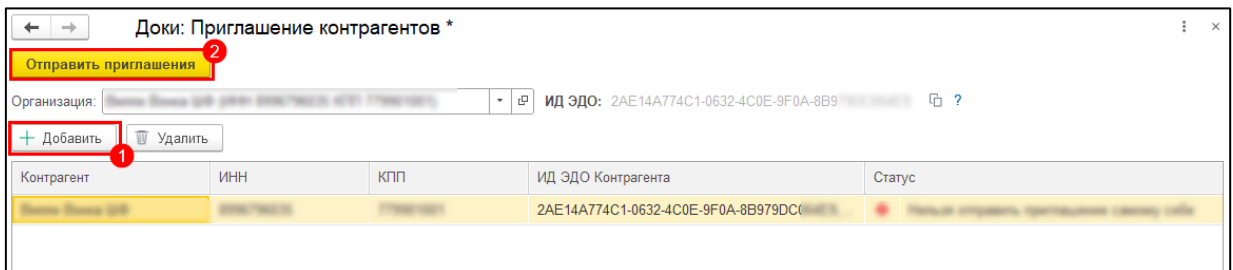 Доки: Приглашение контрагентов *
2
Отправить приглашения
Организация: ИД ЭДО: 2AE14A774C1-0632-4C0E-9F0A-8B9 ?
Добавить Удалить
1
Контрагент ИНН КПП ИД ЭДО Контрагента Статус
2AE14A774C1-0632-4C0E-9F0A-8B979DC